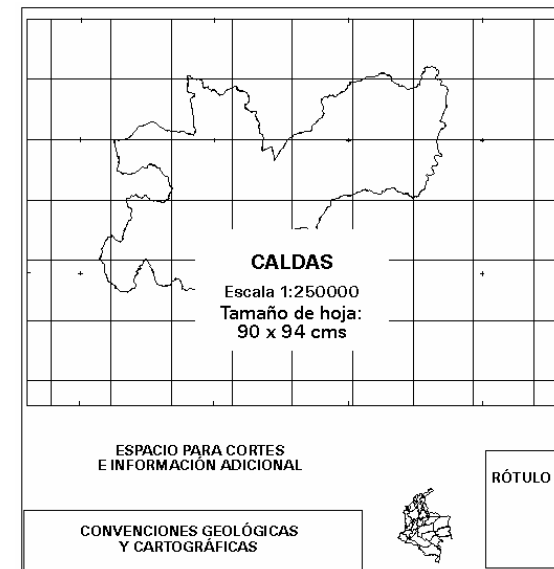 CALDAS
Escala 1:250000
Tamaño de hoja:
90 x 94 cms
ESPACIO PARA CORTES
E INFORMACIÓN ADICIONAL
RÓTULO
CONVENCIONES GEOLÓGICAS
Y CARTOGRÁFICAS